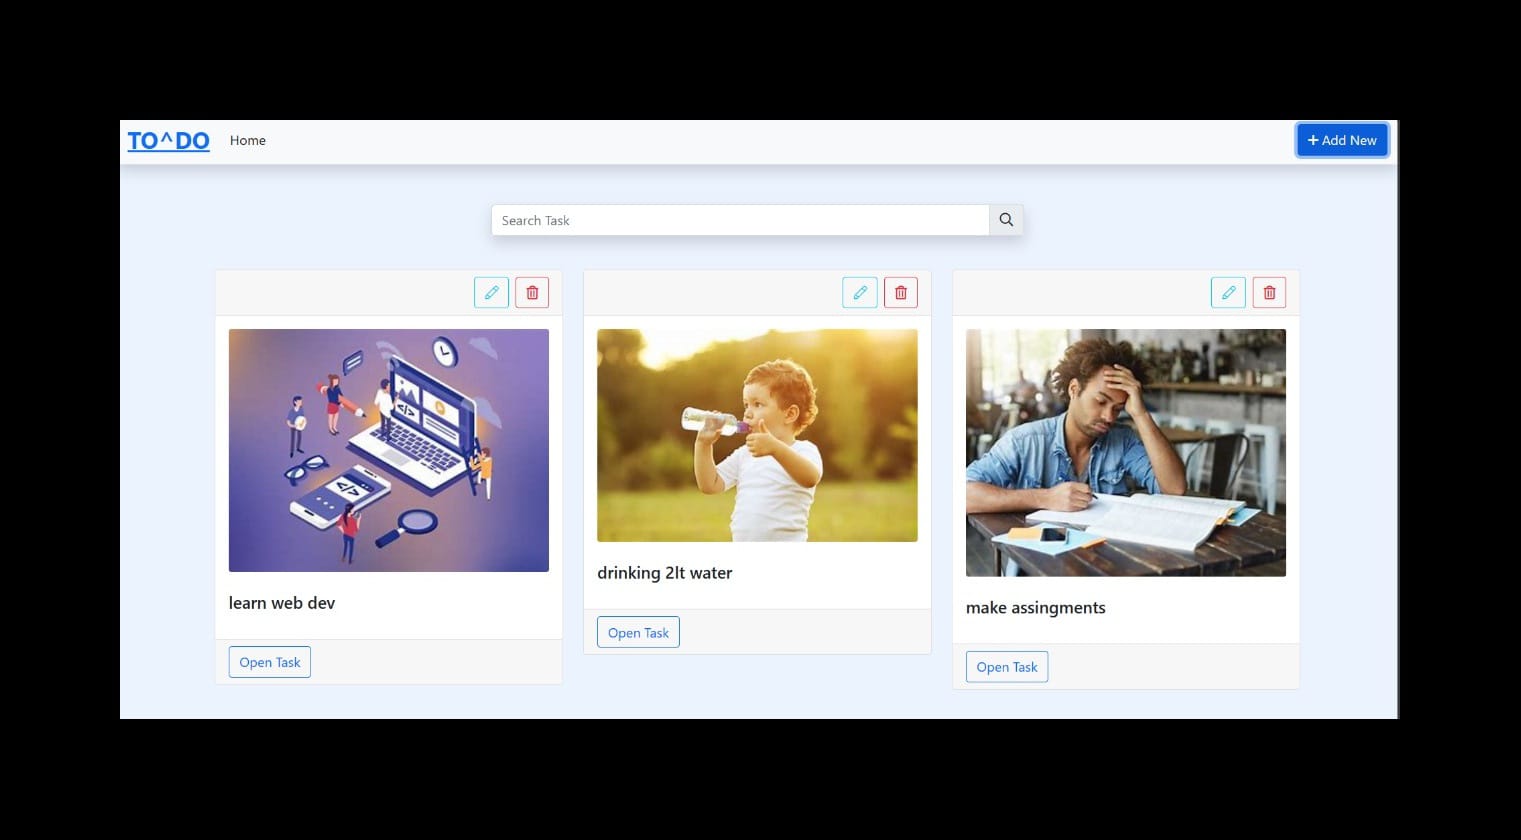 TO^DO Home + Add New
Search Task
learn web dev
drinking 2lt water
make assingments
Open Task
Open Task
Open Task